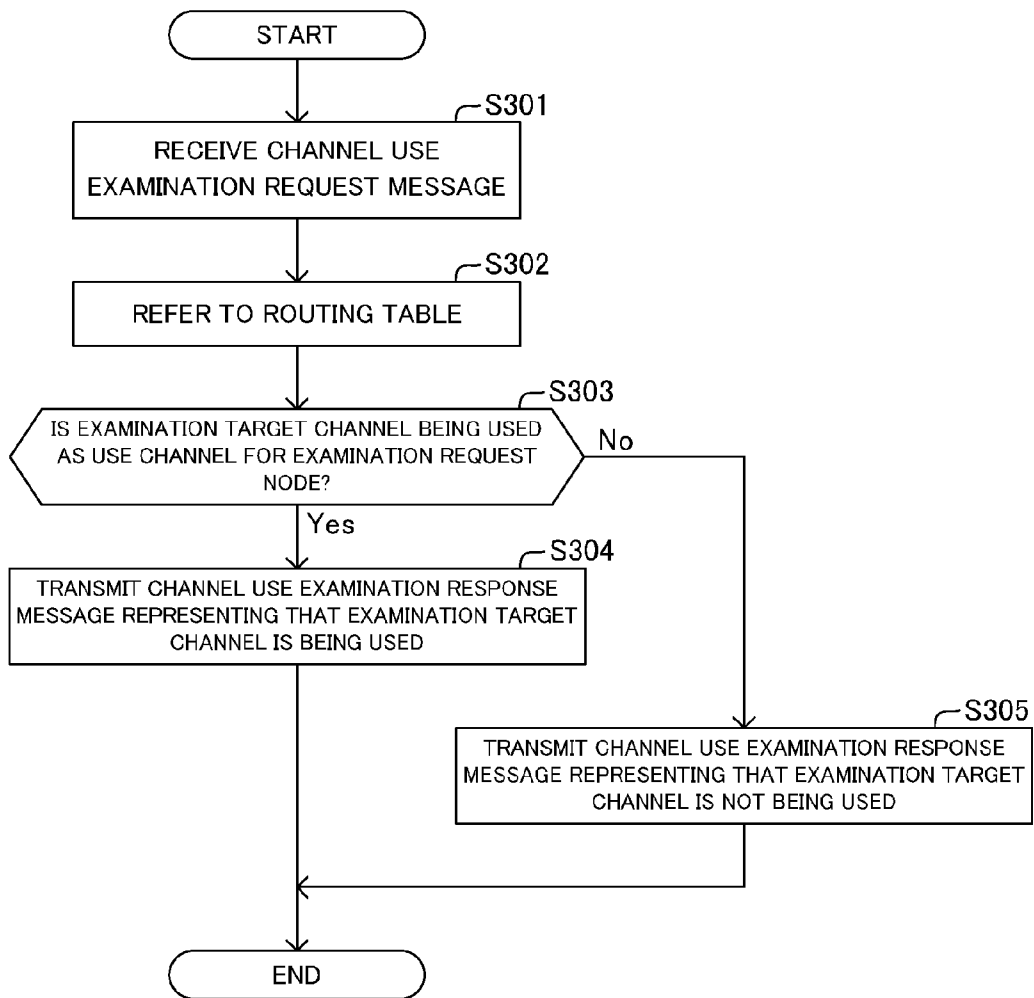 START
S301
RECEIVE CHANNEL USE
EXAMINATION REQUEST MESSAGE
S302
REFER TO ROUTING TABLE
S303
IS EXAMINATION TARGET CHANNEL BEING USED
AS USE CHANNEL FOR EXAMINATION REQUEST
NODE?
No
Yes
S304
TRANSMIT CHANNEL USE EXAMINATION RESPONSE
MESSAGE REPRESENTING THAT EXAMINATION TARGET
CHANNEL IS BEING USED
S305
TRANSMIT CHANNEL USE EXAMINATION RESPONSE
MESSAGE REPRESENTING THAT EXAMINATION TARGET
CHANNEL IS NOT BEING USED
END